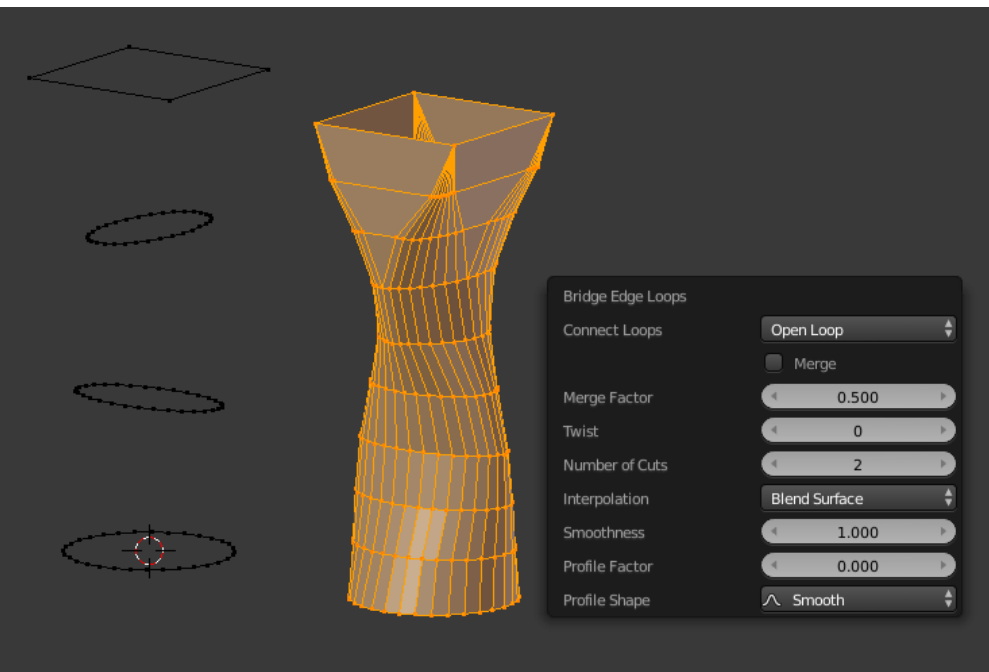 Bridge Edge Loops
Connect Loops Open Loop
Merge
Merge Factor 0.500
Twist 0
Number of Cuts 2
Interpolation Blend Surface
Smoothness 1.000
Profile Factor 0.000
Profile Shape Smooth